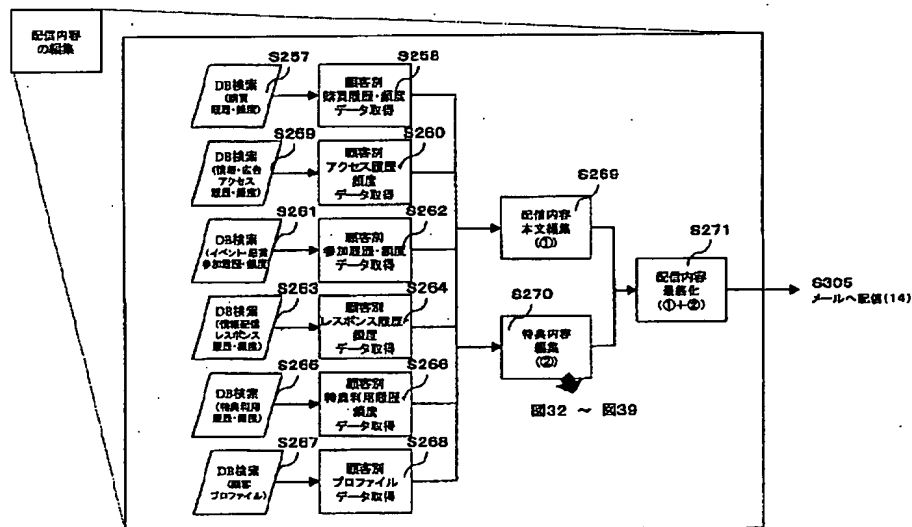 配信内容
の編集
S257
DB検索
(購買
履歴・頻度)
S258
顧客別
購買履歴・頻度
データ取得
S269
DB検索
(情報・広告
アクセス
履歴・頻度)
S260
顧客別
アクセス履歴
頻度
データ取得
S261
DB検索
(イベント・懸賞
参加履歴・頻度)
S262
顧客別
参加履歴・頻度
データ取得
S263
DB検索
(情報配信
レスポンス
履歴・頻度)
S264
顧客別
レスポンス履歴
頻度
データ取得
S265
DB検索
(特典利用
履歴・頻度)
S266
顧客別
特典利用履歴
頻度
データ取得
S267
DB検索
(顧客
プロファイル)
S268
顧客別
プロファイル
データ取得
S269
配信内容
本文編集
(①)
S270
特典内容
編集
(②)
図32 ～ 図39
S271
配信内容
最終化
(①+②)
S305
メールへ配信(14)